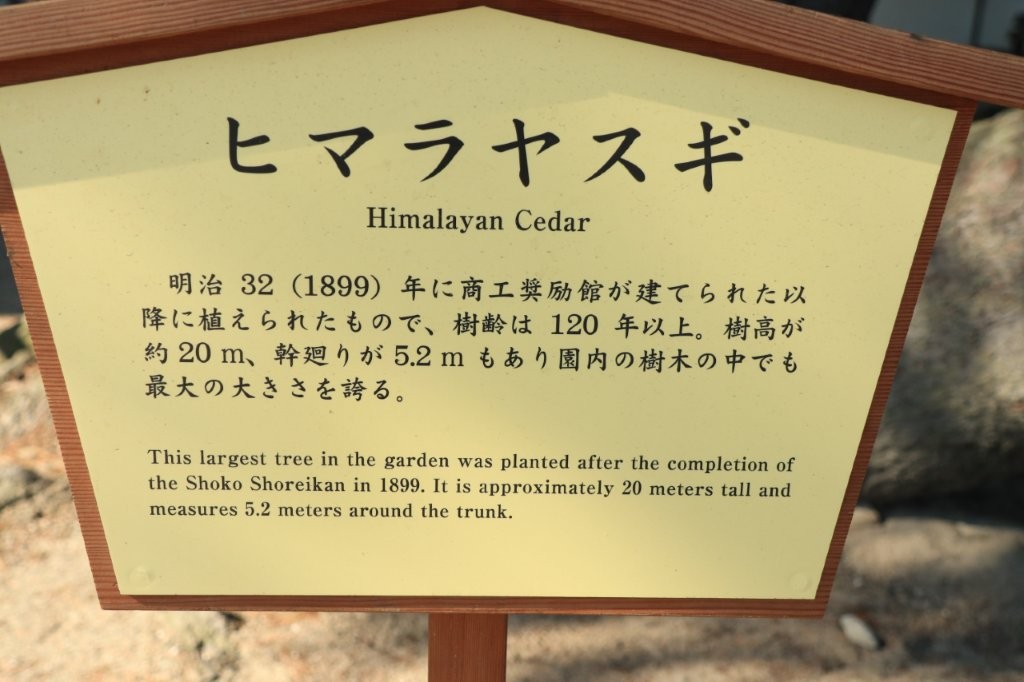 ヒマラヤスギ
Himalayan Cedar
明治 32（1899）年に商工奨励館が建てられた以
降に植えられたもので、樹齢は 120 年以上。樹高が
約 20 m、幹廻りが 5.2 m もあり園内の樹木の中でも
最大の大きさを誇る。
This largest tree in the garden was planted after the completion of
the Shoko Shoreikan in 1899. It is approximately 20 meters tall and
measures 5.2 meters around the trunk.